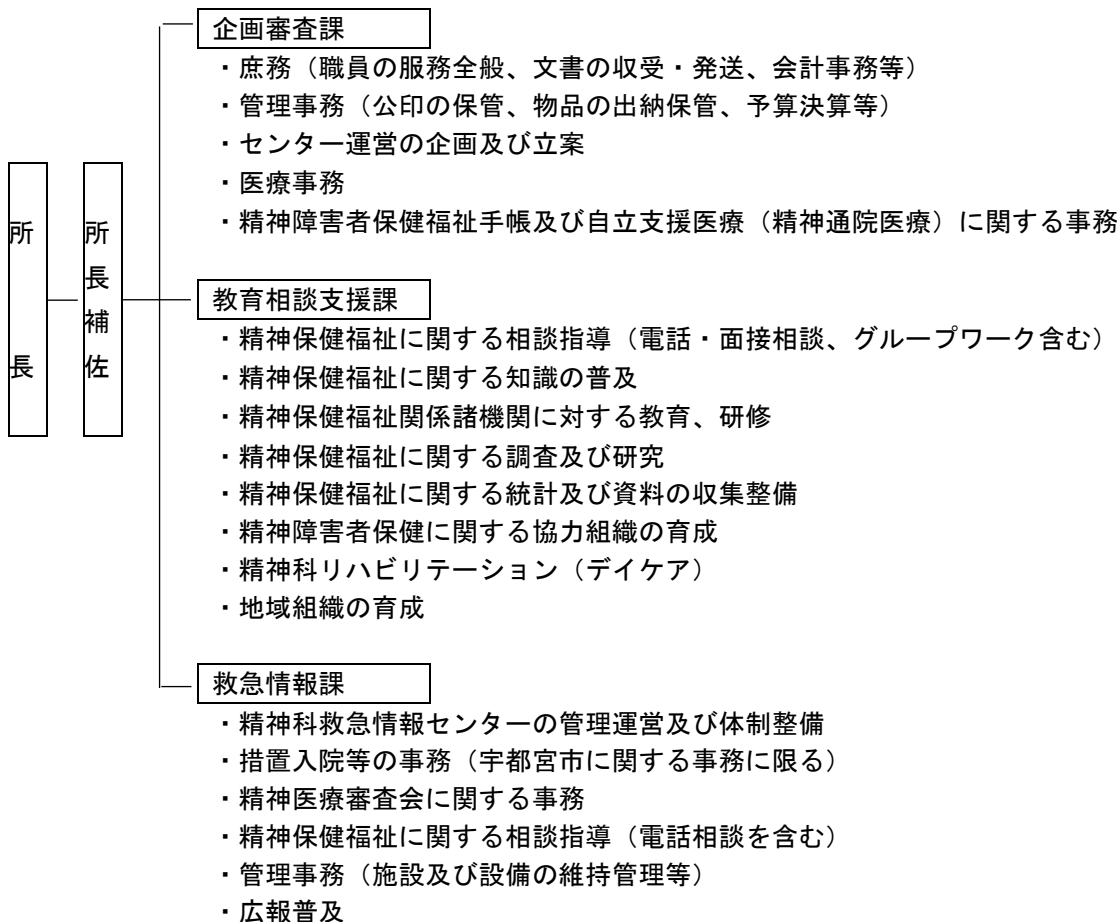 所長
所長補佐
企画審査課
・庶務（職員の服務全般、文書の収受・発送、会計事務等）
・管理事務（公印の保管、物品の出納保管、予算決算等）
・センター運営の企画及び立案
・医療事務
・精神障害者保健福祉手帳及び自立支援医療（精神通院医療）に関する事務
教育相談支援課
・精神保健福祉に関する相談指導（電話・面接相談、グループワーク含む）
・精神保健福祉に関する知識の普及
・精神保健福祉関係諸機関に対する教育、研修
・精神保健福祉に関する調査及び研究
・精神保健福祉に関する統計及び資料の収集整備
・精神障害者保健に関する協力組織の育成
・精神科リハビリテーション（デイケア）
・地域組織の育成
救急情報課
・精神科救急情報センターの管理運営及び体制整備
・措置入院等の事務（宇都宮市に関する事務に限る）
・精神医療審査会に関する事務
・精神保健福祉に関する相談指導（電話相談を含む）
・管理事務（施設及び設備の維持管理等）
・広報普及